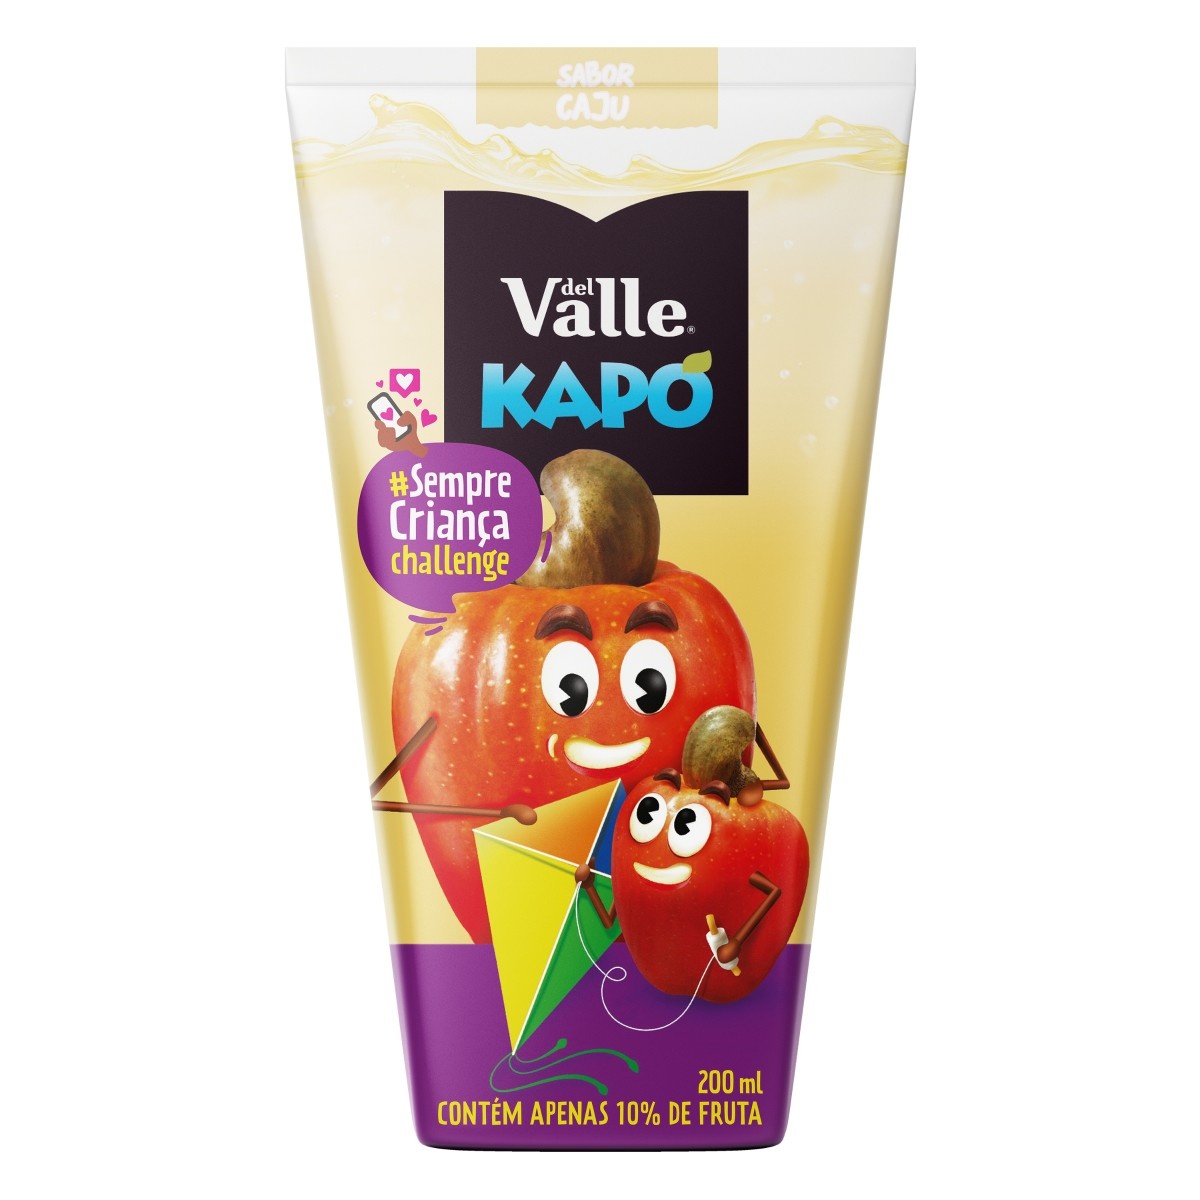 SABOR
CAJU
del
Valle®
KAPO
#Sempre
Criança
challenge
200 ml
CONTÉM APENAS 10% DE FRUTA